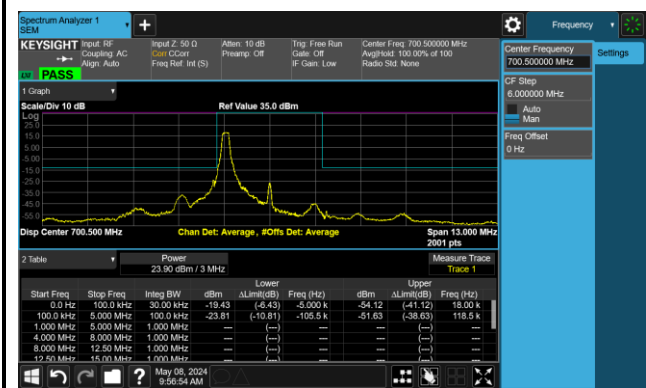 Spectrum Analyzer 1
SEM
Frequency
KEYSIGHT
Input: RF
Coupling: AC
Align: Auto
Input Z: 50 Ω
Corr CCorr
Freq Ref: Int (S)
Atten: 10 dB
Preamp: Off
Trig: Free Run
Gate: Off
IF Gain: Low
Center Freq: 700.500000 MHz
Avg|Hold: 100.00% of 100
Radio Std: None
PASS
Center Frequency
700.500000 MHz
Settings
CF Step
6.000000 MHz
Auto
Man
Freq Offset
0 Hz
1 Graph
Scale/Div 10 dB
Ref Value 35.0 dBm
Log
25.0
15.0
5.00
-5.00
-15.0
-25.0
-35.0
-45.0
-55.0
Disp Center 700.500 MHz
Chan Det: Average, #Offs Det: Average
Span 13.000 MHz
2001 pts
2 Table
Power
23.90 dBm / 3 MHz
Measure Trace
Trace 1
Lower Upper
Start Freq Stop Freq Integ BW dBm ΔLimit(dB) Freq (Hz) dBm ΔLimit(dB) Freq (Hz)
0.0 Hz 100.0 kHz 30.00 kHz -19.43 (-6.43) -5.000 k -54.12 (-41.12) 18.00 k
100.0 kHz 5.000 MHz 100.0 kHz -23.81 (-10.81) -105.5 k -51.63 (-38.63) 118.5 k
1.000 MHz 5.000 MHz 1.000 MHz --- (---) --- --- (---) ---
4.000 MHz 8.000 MHz 1.000 MHz --- (---) --- --- (---) ---
8.000 MHz 12.50 MHz 1.000 MHz --- (---) --- --- (---) ---
12.50 MHz 15.00 MHz 1.000 MHz --- (---) --- --- (---) ---
?
May 08, 2024
9:56:54 AM